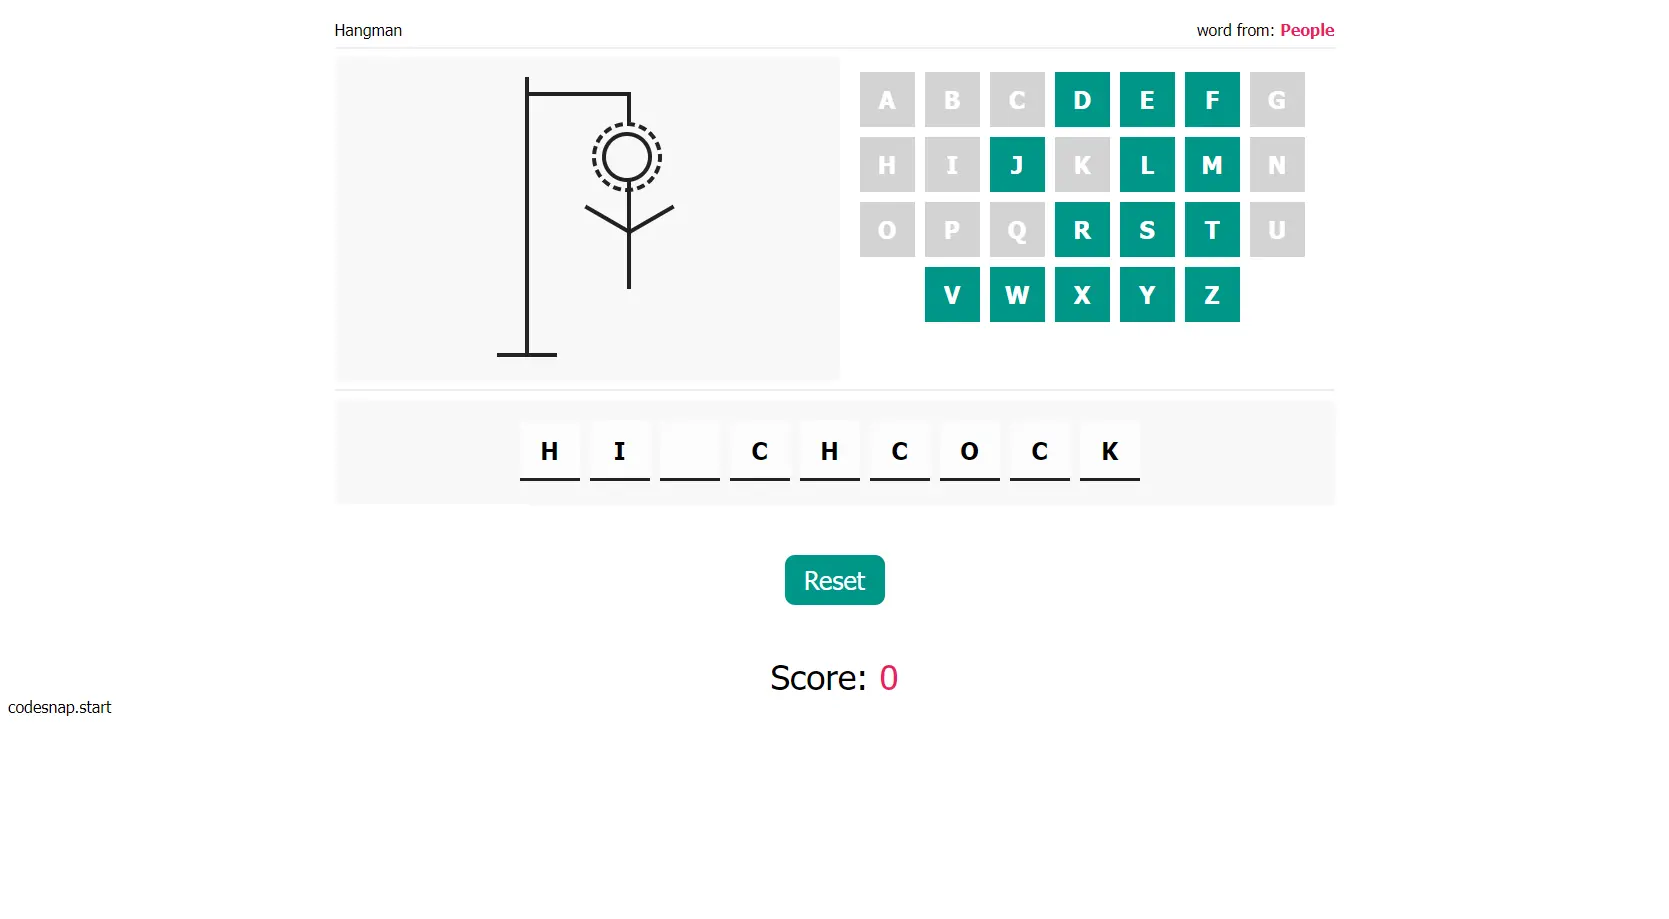 Hangman
word from: People
A B C D E F G
H I J K L M N
O P Q R S T U
V W X Y Z
H I C H C O C K
Reset
Score: 0
codesnap.start